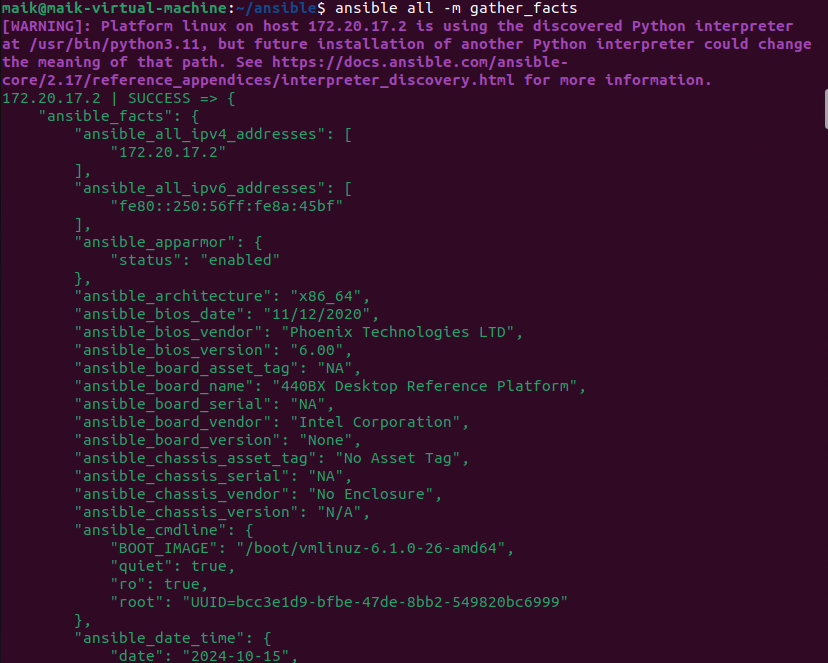 maik@maik-virtual-machine:~/ansible$ ansible all -m gather_facts
[WARNING]: Platform linux on host 172.20.17.2 is using the discovered Python interpreter
at /usr/bin/python3.11, but future installation of another Python interpreter could change
the meaning of that path. See https://docs.ansible.com/ansible-
core/2.17/reference_appendices/interpreter_discovery.html for more information.
172.20.17.2 | SUCCESS => {
    "ansible_facts": {
        "ansible_all_ipv4_addresses": [
            "172.20.17.2"
        ],
        "ansible_all_ipv6_addresses": [
            "fe80::250:56ff:fe8a:45bf"
        ],
        "ansible_apparmor": {
            "status": "enabled"
        },
        "ansible_architecture": "x86_64",
        "ansible_bios_date": "11/12/2020",
        "ansible_bios_vendor": "Phoenix Technologies LTD",
        "ansible_bios_version": "6.00",
        "ansible_board_asset_tag": "NA",
        "ansible_board_name": "440BX Desktop Reference Platform",
        "ansible_board_serial": "NA",
        "ansible_board_vendor": "Intel Corporation",
        "ansible_board_version": "None",
        "ansible_chassis_asset_tag": "No Asset Tag",
        "ansible_chassis_serial": "NA",
        "ansible_chassis_vendor": "No Enclosure",
        "ansible_chassis_version": "N/A",
        "ansible_cmdline": {
            "BOOT_IMAGE": "/boot/vmlinuz-6.1.0-26-amd64",
            "quiet": true,
            "ro": true,
            "root": "UUID=bcc3e1d9-bfbe-47de-8bb2-549820bc6999"
        },
        "ansible_date_time": {
            "date": "2024-10-15",